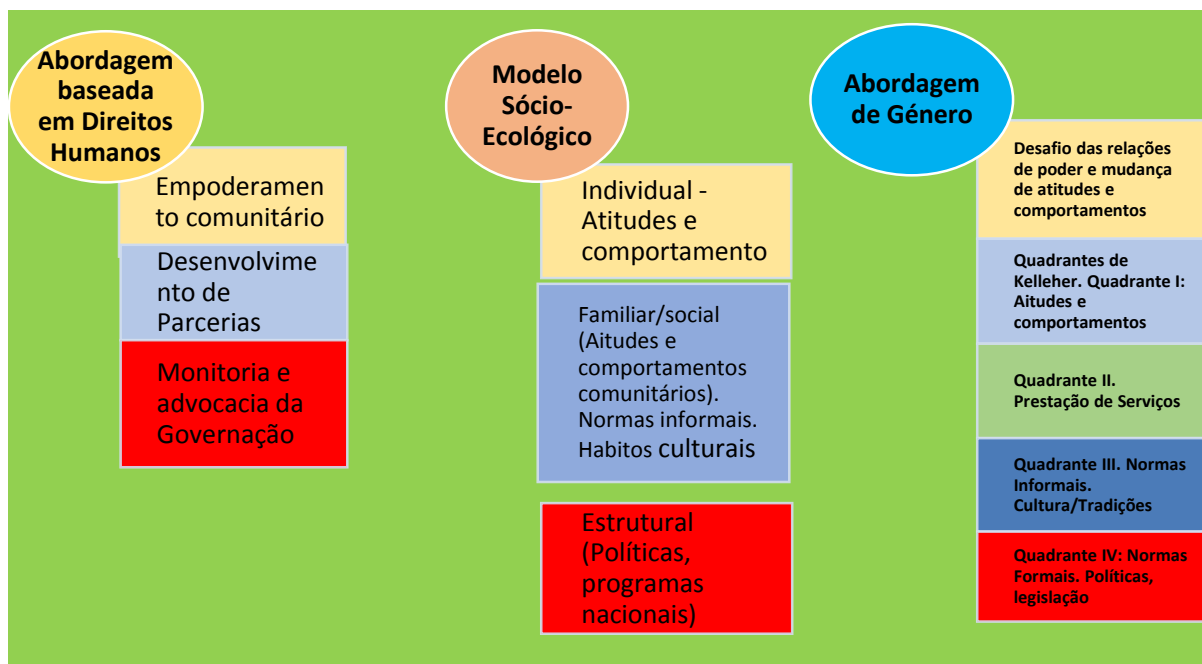 Abordagem
baseada
em Direitos
Humanos
Empoderamen
to comunitário
Desenvolvime
nto de
Parcerias
Monitoria e
advocacia da
Governação
Modelo
Sócio-
Ecológico
Individual -
Atitudes e
comportamento
Familiar/social
(Aitudes e
comportamentos
comunitários).
Normas informais.
Habitos culturais
Estrutural
(Políticas,
programas
nacionais)
Abordagem
de Género
Desafio das relações
de poder e mudança
de atitudes e
comportamentos
Quadrantes de
Kelleher. Quadrante I:
Aitudes e
comportamentos
Quadrante II.
Prestação de Serviços
Quadrante III. Normas
Informais.
Cultura/Tradições
Quadrante IV: Normas
Formais. Políticas,
legislação